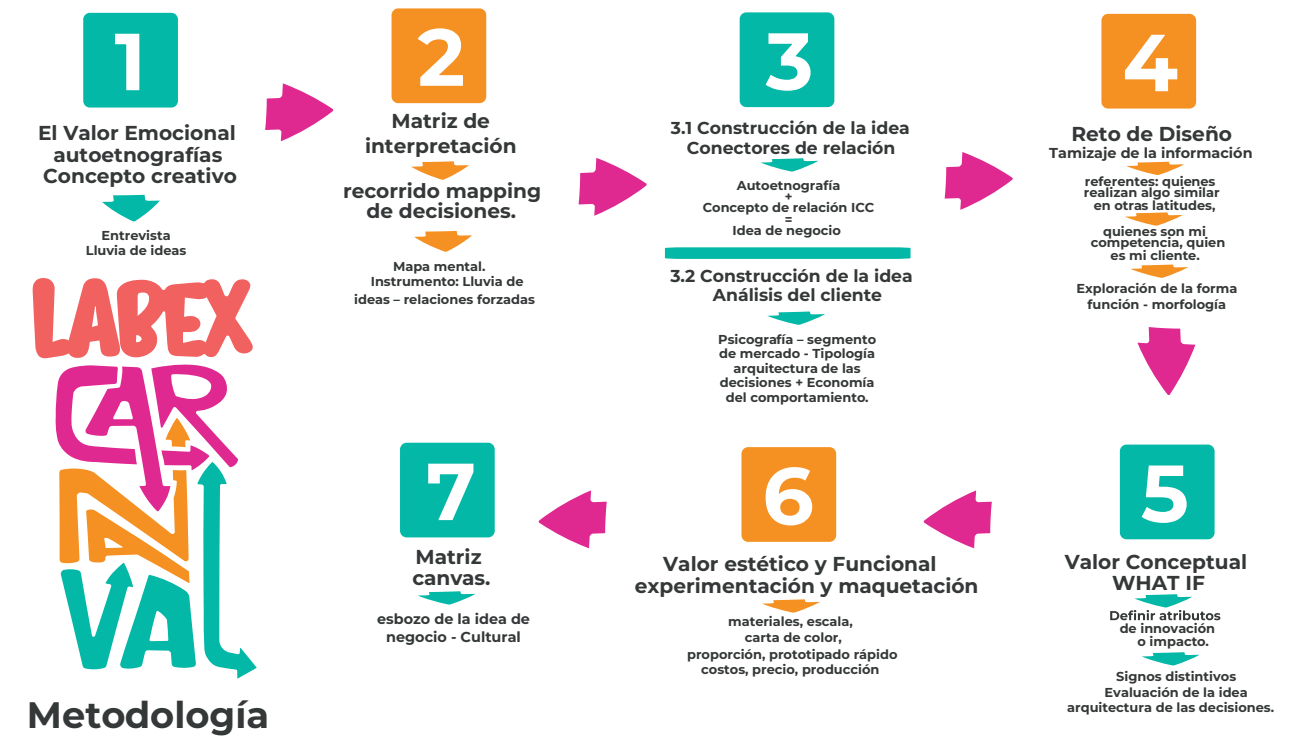 1
El Valor Emocional
autoetnografías
Concepto creativo
Entrevista
Lluvia de ideas
2
Matriz de
interpretación
recorrido mapping
de decisiones.
Mapa mental.
Instrumento: Lluvia de
ideas – relaciones forzadas
3
3.1 Construcción de la idea
Conectores de relación
Autoetnografía
+
Concepto de relación ICC
=
Idea de negocio
3.2 Construcción de la idea
Análisis del cliente
Psicografía – segmento
de mercado - Tipología
arquitectura de las
decisiones + Economía
del comportamiento.
4
Reto de Diseño
Tamizaje de la información
referentes: quienes
realizan algo similar
en otras latitudes,
quienes son mi
competencia, quien
es mi cliente.
Exploración de la forma
función - morfología
5
Valor Conceptual
WHAT IF
Definir atributos
de innovación
o impacto.
Signos distintivos
Evaluación de la idea
arquitectura de las decisiones.
6
Valor estético y Funcional
experimentación y maquetación
materiales, escala,
carta de color,
proporción, prototipado rápido
costos, precio, producción
7
Matriz
canvas.
esbozo de la idea de
negocio - Cultural
LABEX
CAR
NA
VAL
Metodología